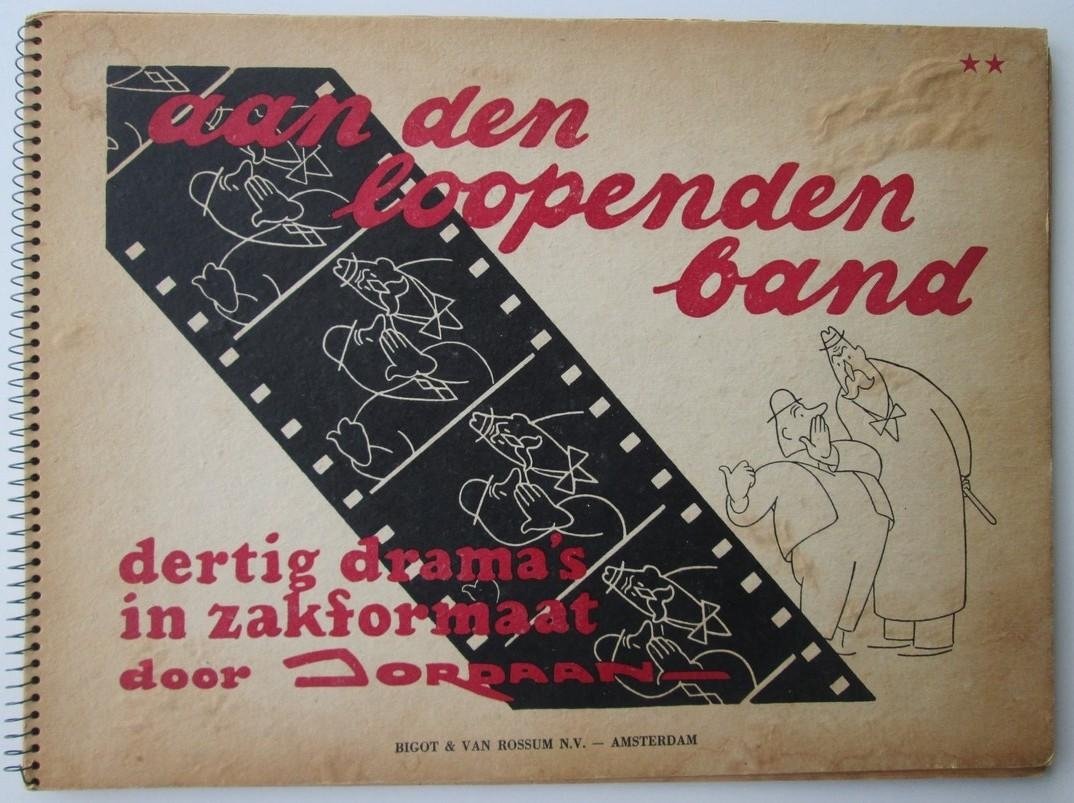 ★★
aan den
loopenden
band
dertig drama's
in zakformaat
door JORDAAN
BIGOT & VAN ROSSUM N.V. — AMSTERDAM